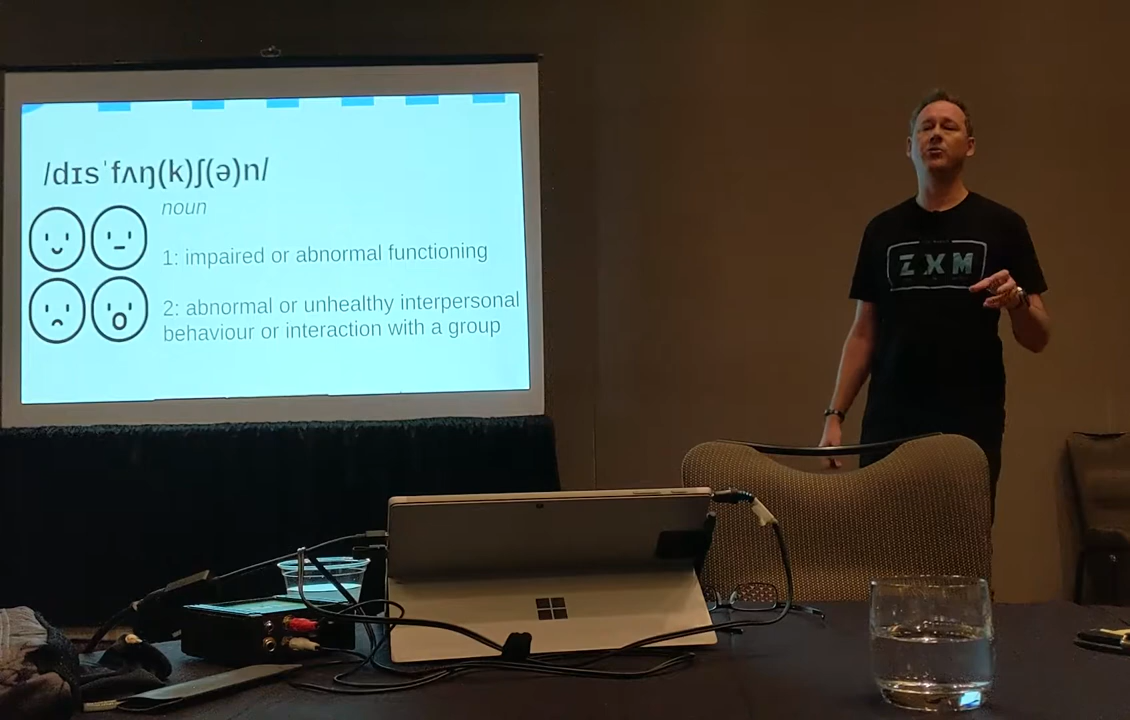 /dɪsˈfʌŋ(k)ʃ(ə)n/
noun
1: impaired or abnormal functioning
2: abnormal or unhealthy interpersonal
behaviour or interaction with a group
ZXM